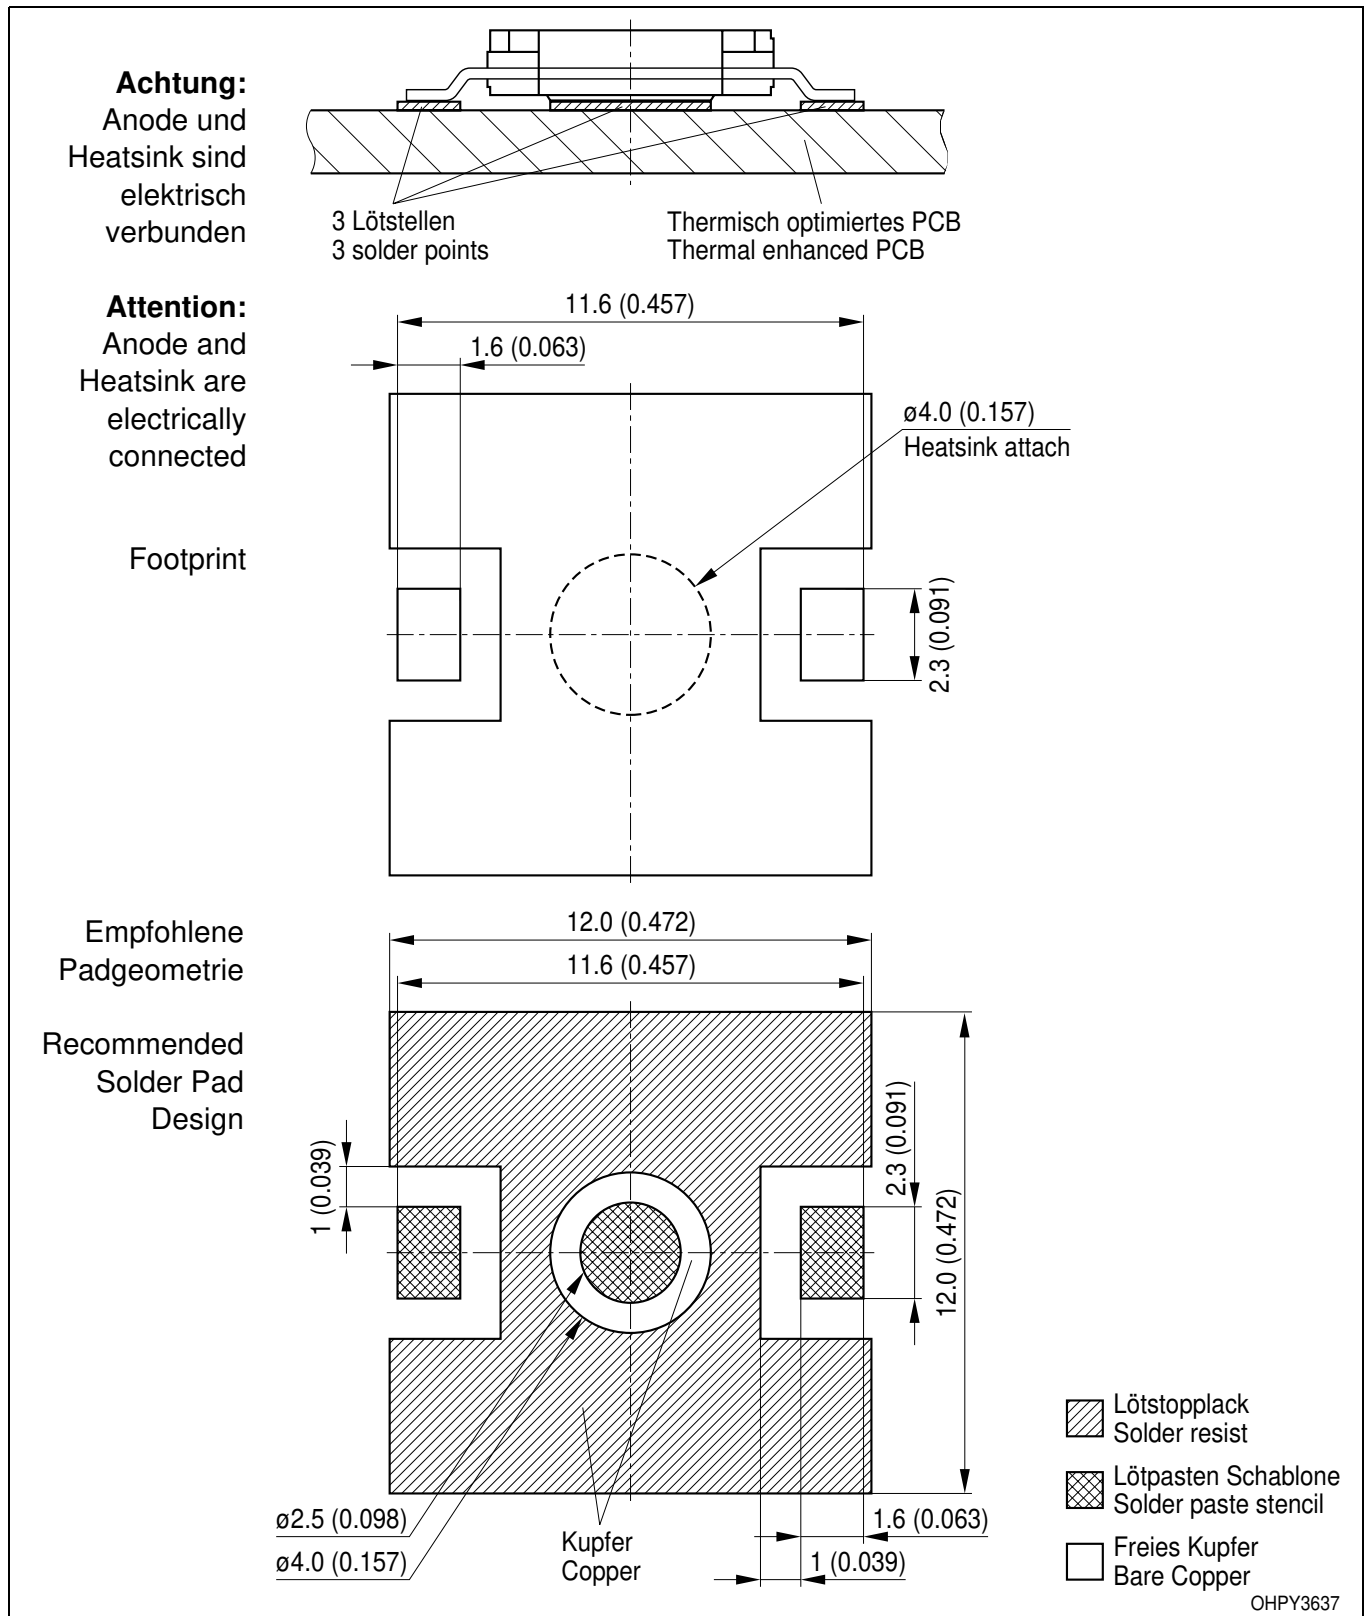 Achtung:
Anode und
Heatsink sind
elektrisch
verbunden
3 Lötstellen
3 solder points
Thermisch optimiertes PCB
Thermal enhanced PCB
Attention:
Anode and
Heatsink are
electrically
connected
Footprint
11.6 (0.457)
1.6 (0.063)
ø4.0 (0.157)
Heatsink attach
2.3 (0.091)
Empfohlene
Padgeometrie
Recommended
Solder Pad
Design
12.0 (0.472)
11.6 (0.457)
1 (0.039)
2.3 (0.091)
12.0 (0.472)
ø2.5 (0.098)
ø4.0 (0.157)
Kupfer
Copper
1.6 (0.063)
1 (0.039)
Lötstopplack
Solder resist
Lötpasten Schablone
Solder paste stencil
Freies Kupfer
Bare Copper
OHPY3637